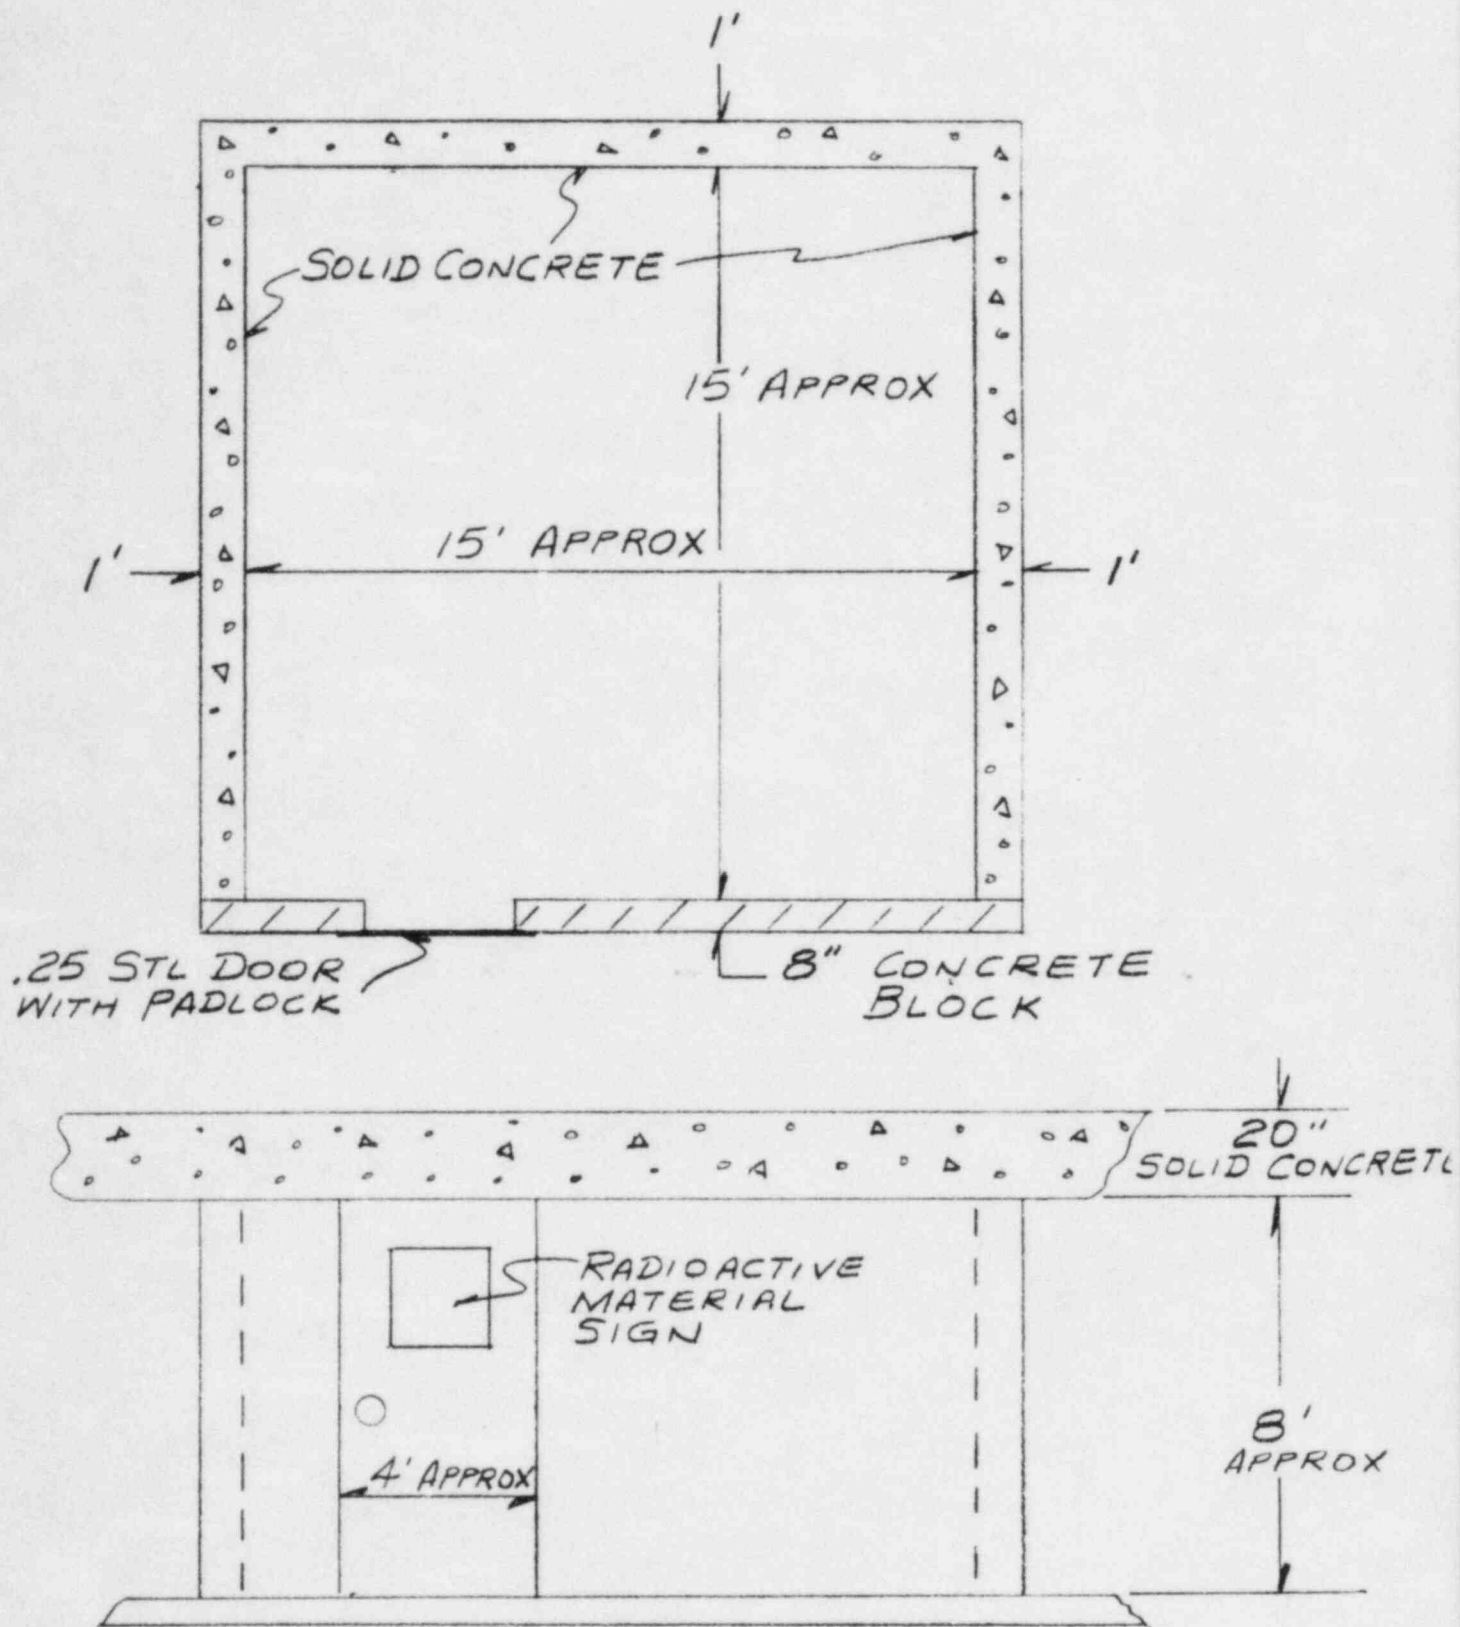 1'
SOLID CONCRETE
15' APPROX
15' APPROX
1'
1'
.25 STL DOOR
WITH PADLOCK
8" CONCRETE
BLOCK
20"
SOLID CONCRETE
RADIOACTIVE
MATERIAL
SIGN
8'
APPROX
4' APPROX